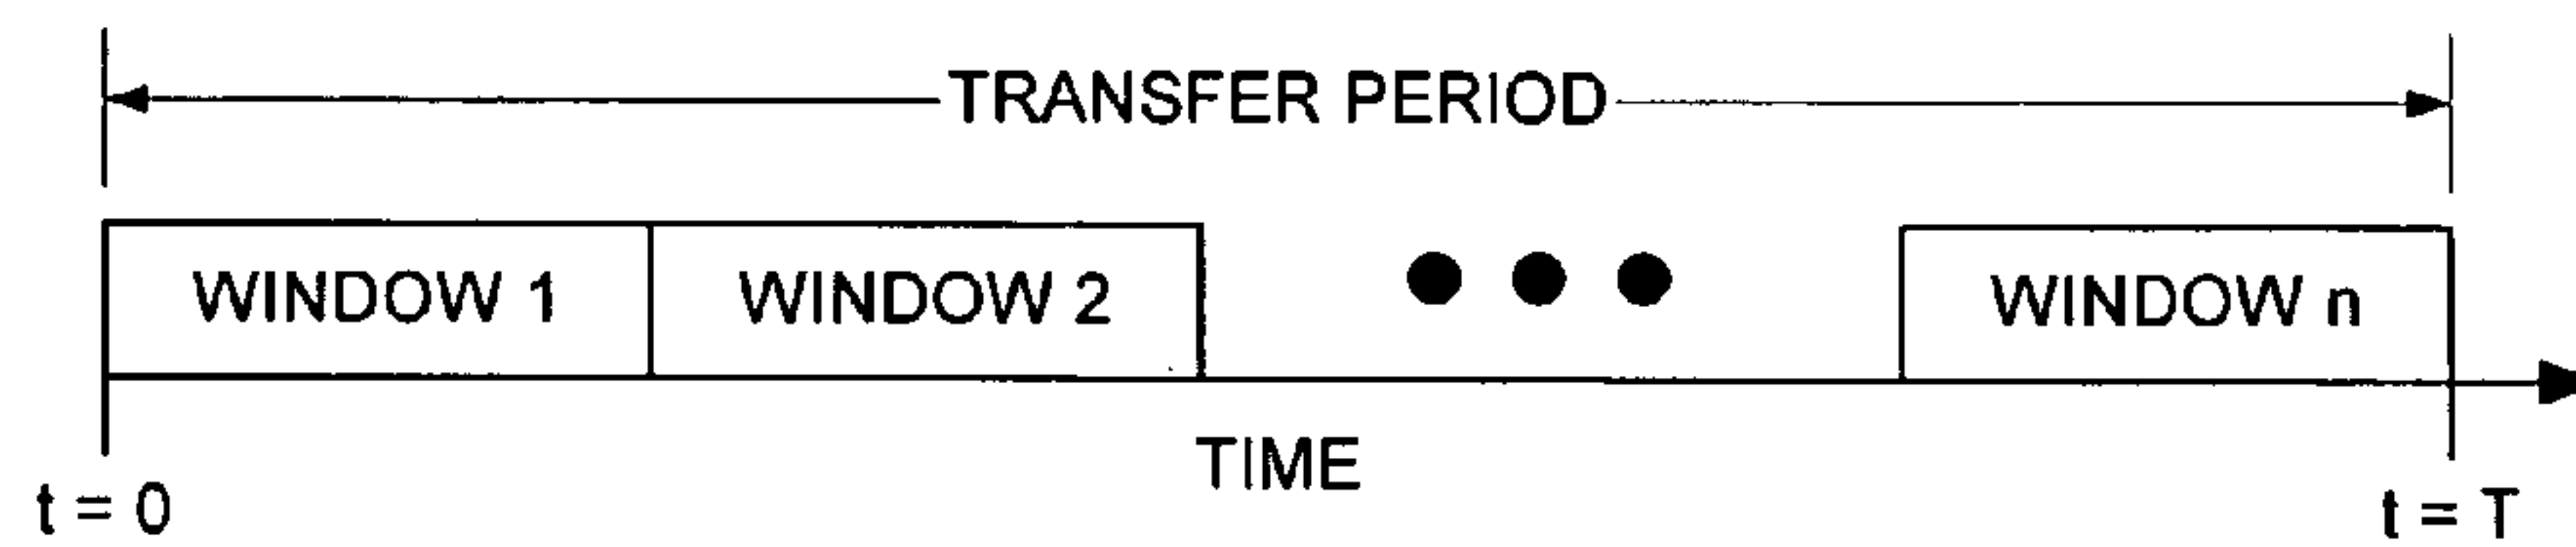 TRANSFER PERIOD
WINDOW 1 WINDOW 2 WINDOW n
TIME
t = 0 t = T